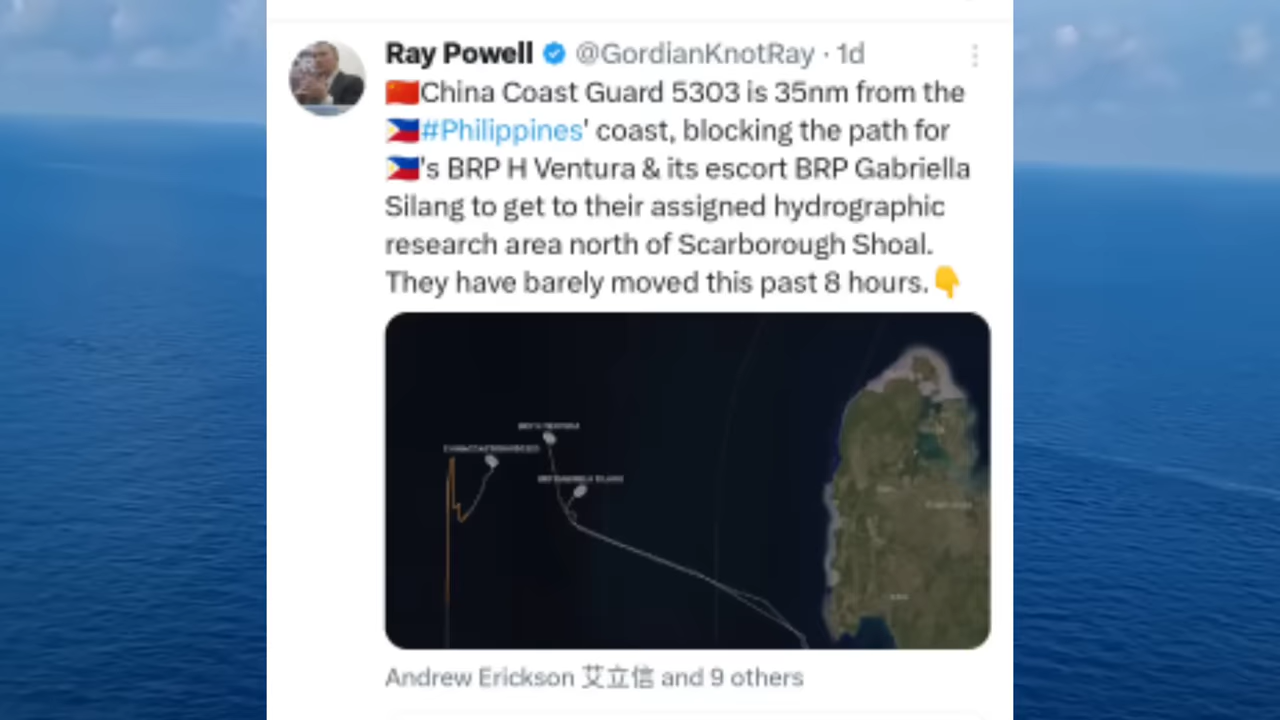 Ray Powell @GordianKnotRay · 1d
🇨🇳China Coast Guard 5303 is 35nm from the
🇵🇭#Philippines' coast, blocking the path for
🇵🇭's BRP H Ventura & its escort BRP Gabriella
Silang to get to their assigned hydrographic
research area north of Scarborough Shoal.
They have barely moved this past 8 hours.👇
Andrew Erickson 艾立信 and 9 others